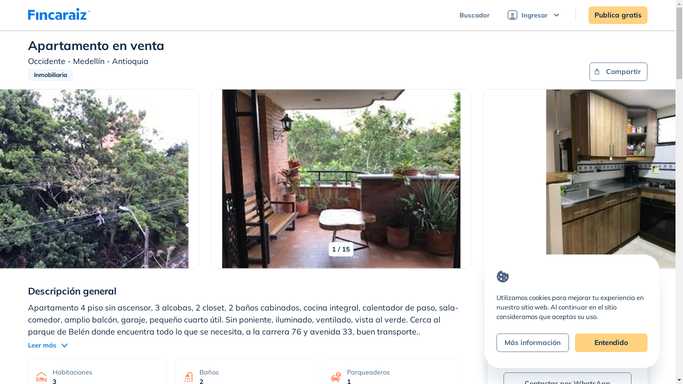 Fincaraiz
Buscador
Ingresar
Publica gratis
Apartamento en venta
Occidente - Medellín - Antioquia
Inmobiliaria
Compartir
1 / 15
Descripción general
Apartamento 4 piso sin ascensor, 3 alcobas, 2 closet, 2 baños cabinados, cocina integral, calentador de paso, sala-
comedor, amplio balcón, garaje, pequeño cuarto útil. Sin poniente, iluminado, ventilado, vista al verde. Cerca al
parque de Belén donde encuentra todo lo que se necesita, a la carrera 76 y avenida 33, buen transporte..
Leer más
Habitaciones
3
Baños
2
Parqueaderos
1
Utilizamos cookies para mejorar tu experiencia en
nuestro sitio web. Al continuar en el sitio
consideramos que aceptas su uso.
Más información
Entendido
Contactar por WhatsApp